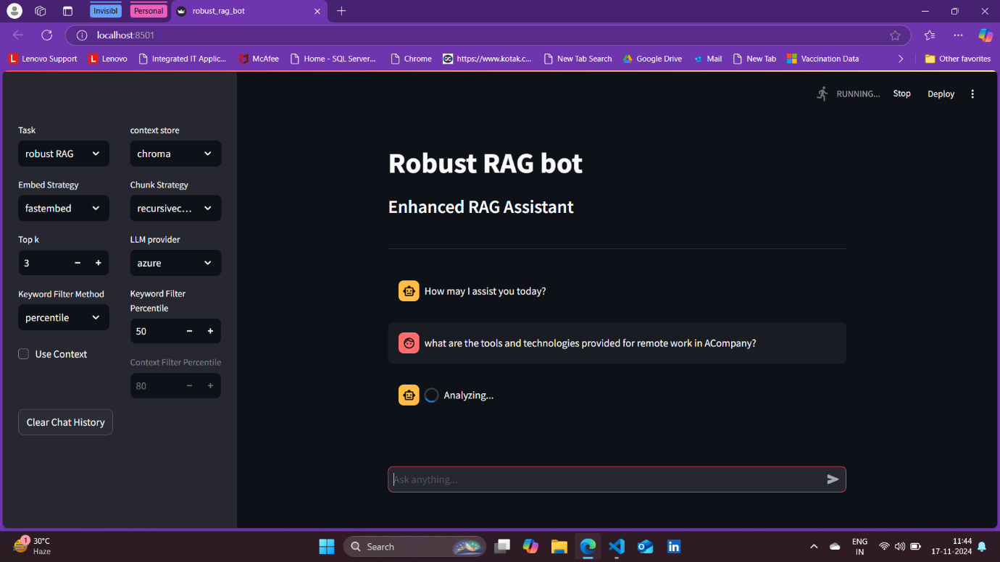 Invisibl
Personal
robust_rag_bot
localhost:8501
Lenovo Support
Lenovo
Integrated IT Applic...
McAfee
Home - SQL Server...
Chrome
https://www.kotak.c...
New Tab Search
Google Drive
Mail
New Tab
Vaccination Data
Other favorites
RUNNING...
Stop
Deploy
Task
context store
robust RAG
chroma
Embed Strategy
Chunk Strategy
fastembed
recursivec...
Top k
LLM provider
3
azure
Keyword Filter Method
Keyword Filter
Percentile
percentile
50
Use Context
Context Filter Percentile
80
Clear Chat History
Robust RAG bot
Enhanced RAG Assistant
How may I assist you today?
what are the tools and technologies provided for remote work in ACompany?
Analyzing...
Ask anything...
1
30°C
Haze
Search
ENG
IN
11:44
17-11-2024